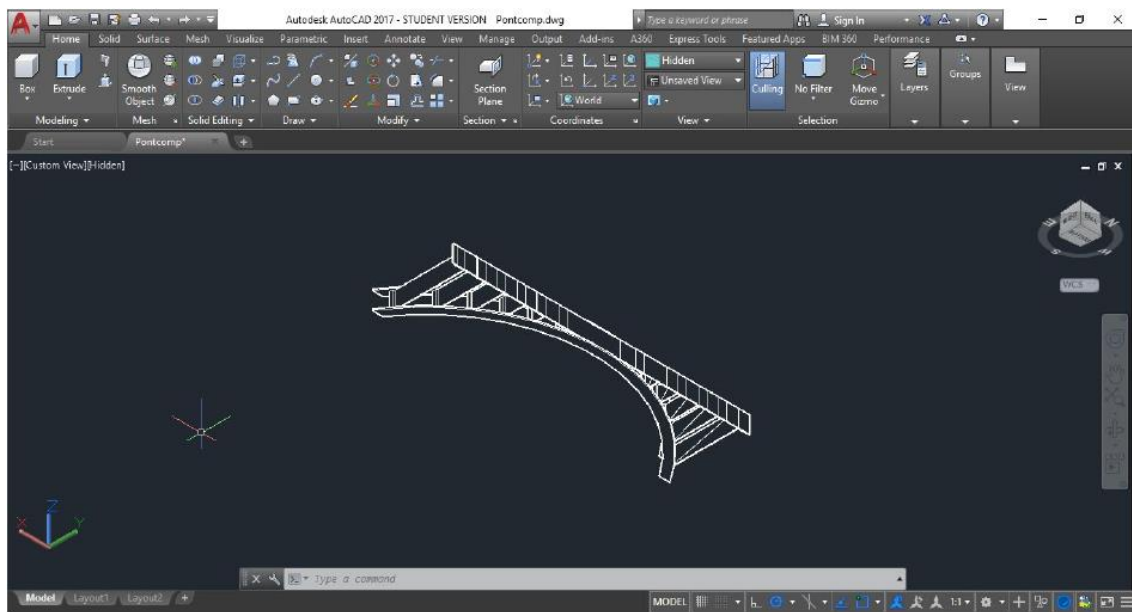 Autodesk AutoCAD 2017 - STUDENT VERSION Pontcomp.dwg
Type a keyword or phrase
Sign In
Home Solid Surface Mesh Visualize Parametric Insert Annotate View Manage Output Add-ins A360 Express Tools Featured Apps BIM 360 Performance
Box
Extrude
Smooth
Object
Section
Plane
World
Hidden
Unsaved View
Culling
No Filter
Move
Gizmo
Layers
Groups
View
Modeling Mesh Solid Editing Draw Modify Section Coordinates View Selection
Start Pontcomp* +
[-][Custom View][Hidden]
N
S
WCS
Z
X Y
Type a command
Model Layout1 Layout2 +
MODEL 1:1